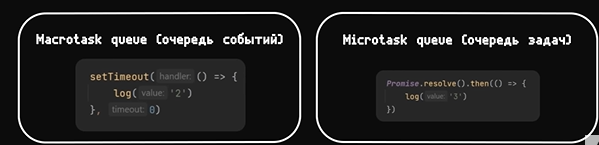 Macrotask queue (Очередь событий)
setTimeout( handler: () => {
log( value: '2')
}, timeout: 0)
Microtask queue (Очередь задач)
Promise.resolve().then(() => {
log( value: '3')
})